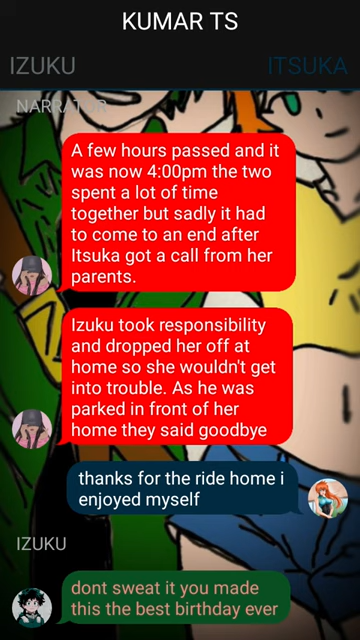 KUMAR TS
IZUKU
ITSUKA
NARRATOR
A few hours passed and it
was now 4:00pm the two
spent a lot of time
together but sadly it had
to come to an end after
Itsuka got a call from her
parents.
Izuku took responsibility
and dropped her off at
home so she wouldn't get
into trouble. As he was
parked in front of her
home they said goodbye
thanks for the ride home i
enjoyed myself
IZUKU
dont sweat it you made
this the best birthday ever